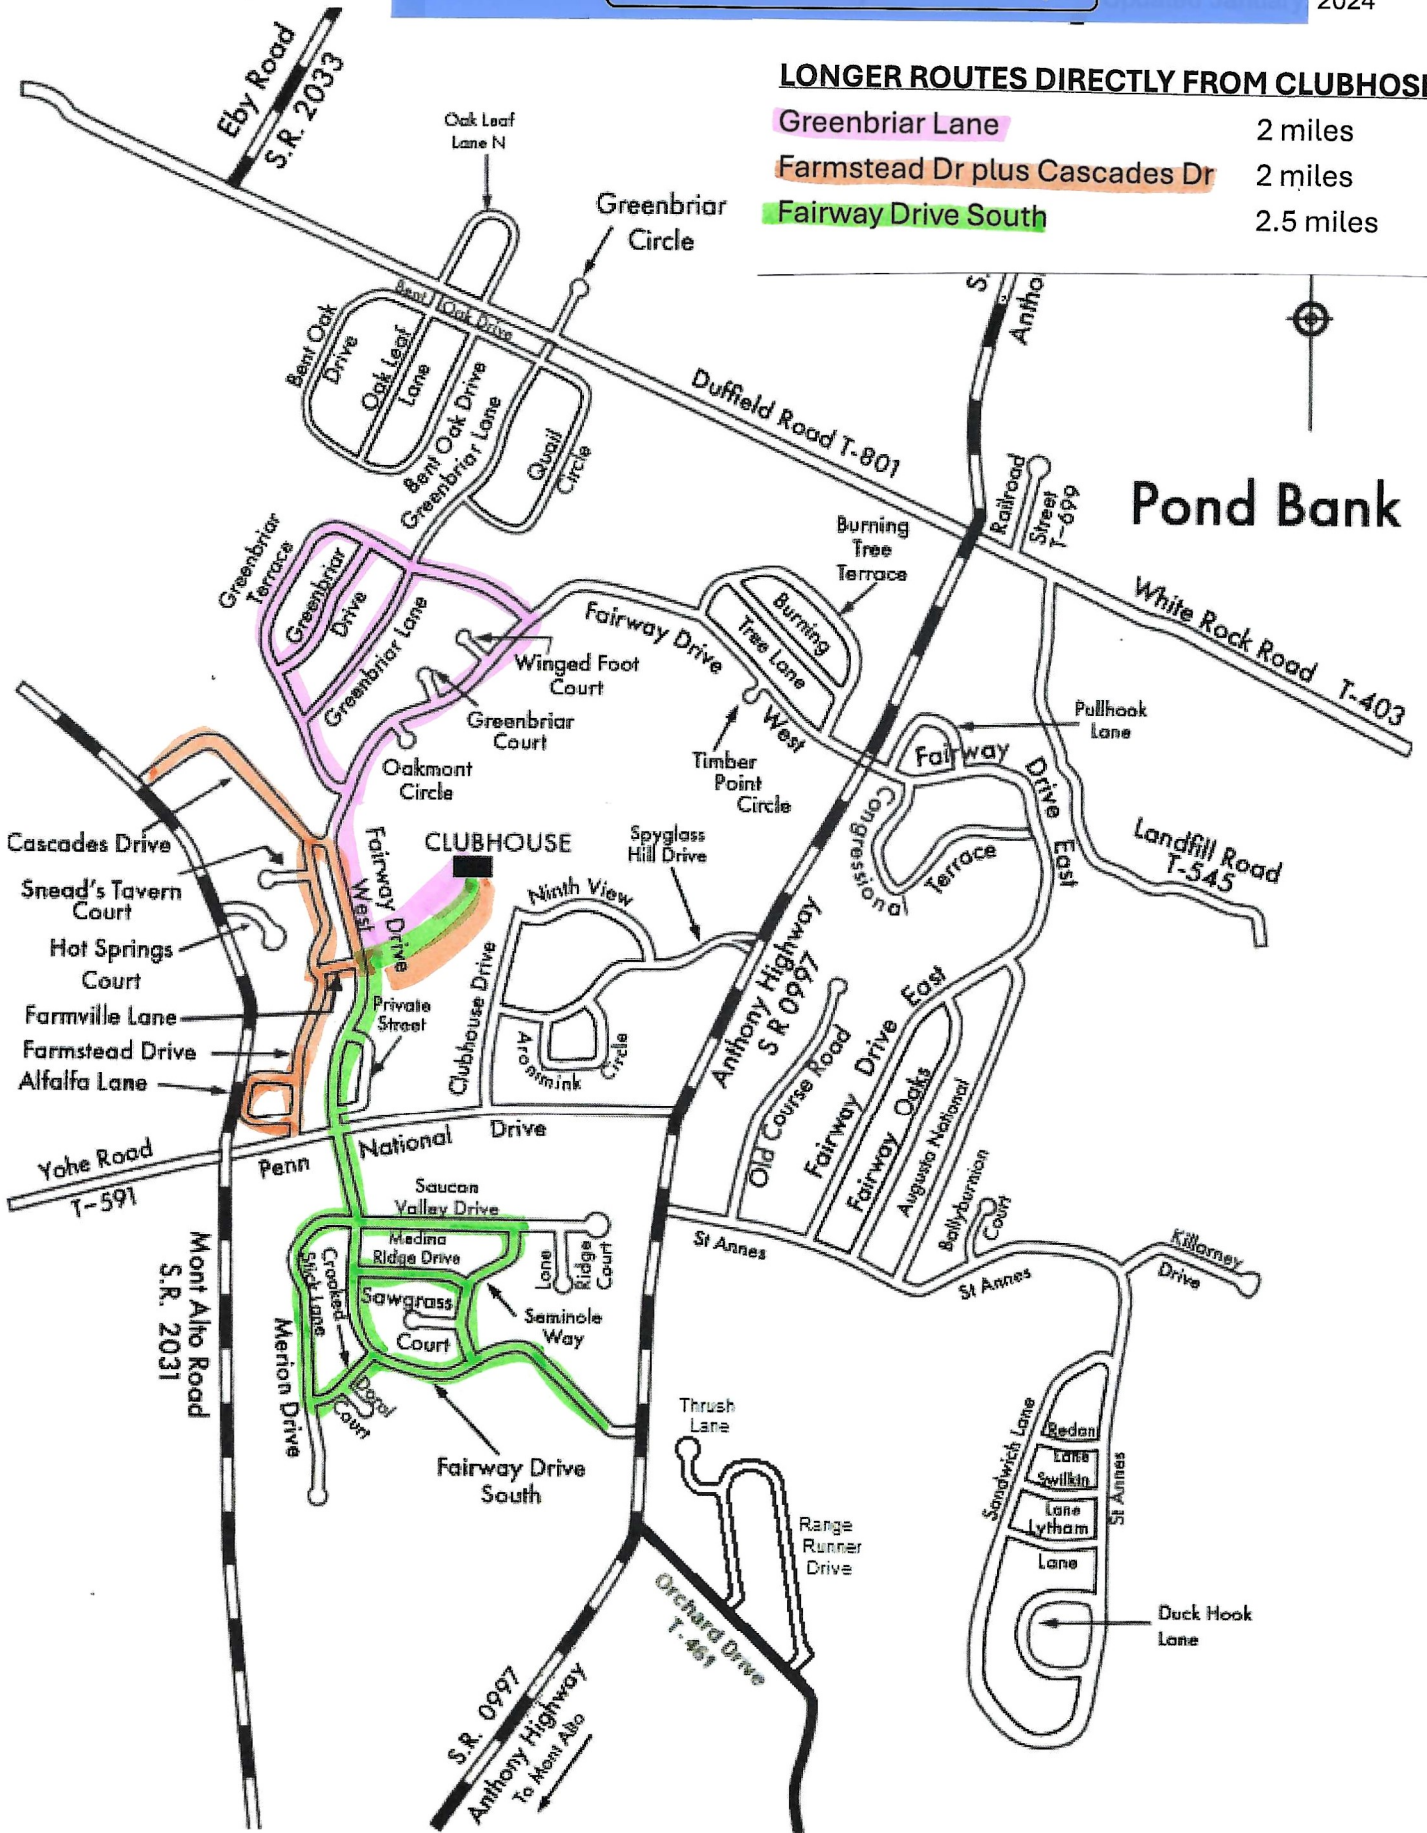 Updated January, 2024
LONGER ROUTES DIRECTLY FROM CLUBHOS
Greenbriar Lane 2 miles
Farmstead Dr plus Cascades Dr 2 miles
Fairway Drive South 2.5 miles
Eby Road
S.R. 2033
Oak Leaf
Lane N
Greenbriar
Circle
Bent Oak Drive
Bent Oak
Drive
Oak Leaf
Lane
Bent Oak Drive
Greenbriar Lane
Quail
Circle
S.
Antho
Duffield Road T-801
Railroad
Street
T-699
Pond Bank
White Rock Road T-403
Burning
Tree
Terrace
Greenbriar
Terrace
Greenbriar
Drive
Greenbriar Lane
Fairway Drive
West
Burning
Tree Lane
Winged Foot
Court
Greenbriar
Court
Oakmont
Circle
Timber
Point
Circle
Pullhook
Lane
Fairway
Drive East
Congressional
Terrace
Landfill Road
T-545
Cascades Drive
Snead's Tavern
Court
Hot Springs
Court
Farmville Lane
Farmstead Drive
Alfalfa Lane
CLUBHOUSE
Fairway Drive
West
Private
Street
Spyglass
Hill Drive
Ninth View
Clubhouse Drive
Aronimink
Circle
Anthony Highway
S R 0997
Old Course Road
Fairway Drive East
Fairway Oaks
Augusta National
Ballybunion
Court
Yohe Road
T-591
Penn National Drive
Saucon
Valley Drive
Medina
Ridge Drive
Lane
Ridge
Court
Crooked
Stick Lane
Sawgrass
Court
Seminole
Way
Merion Drive
Doral
Court
Fairway Drive
South
Mont Alto Road
S.R. 2031
St Annes
St Annes
Killarney
Drive
Thrush
Lane
Range
Runner
Drive
Orchard Drive
T-461
Sandwich Lane
Redan
Lane
Swilkin
Lane
Lytham
Lane
St Annes
Duck Hook
Lane
S.R. 0997
Anthony Highway
To Mont Alto